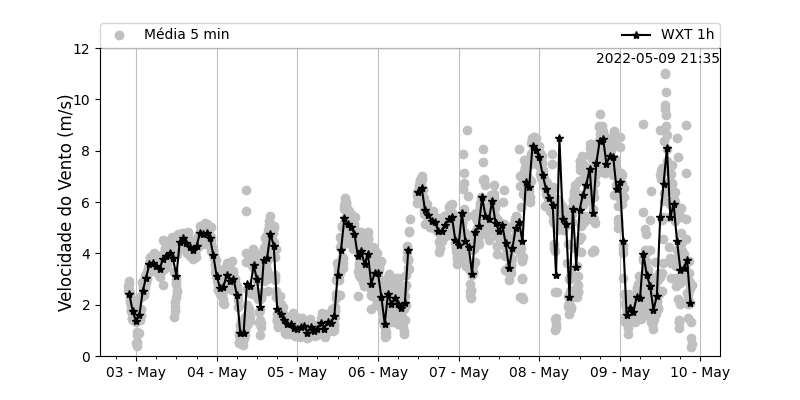 Média 5 min WXT 1h
2022-05-09 21:35
Velocidade do Vento (m/s)
12
10
8
6
4
2
0
03 - May 04 - May 05 - May 06 - May 07 - May 08 - May 09 - May 10 - May